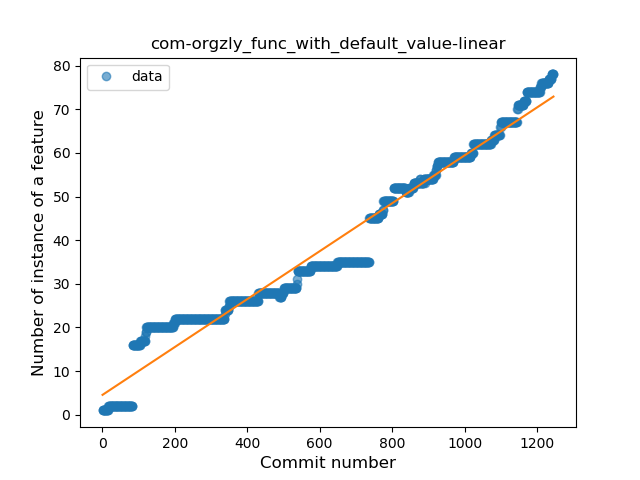 com-orgzly_func_with_default_value-linear
data
Number of instance of a feature
80
70
60
50
40
30
20
10
0
0 200 400 600 800 1000 1200
Commit number